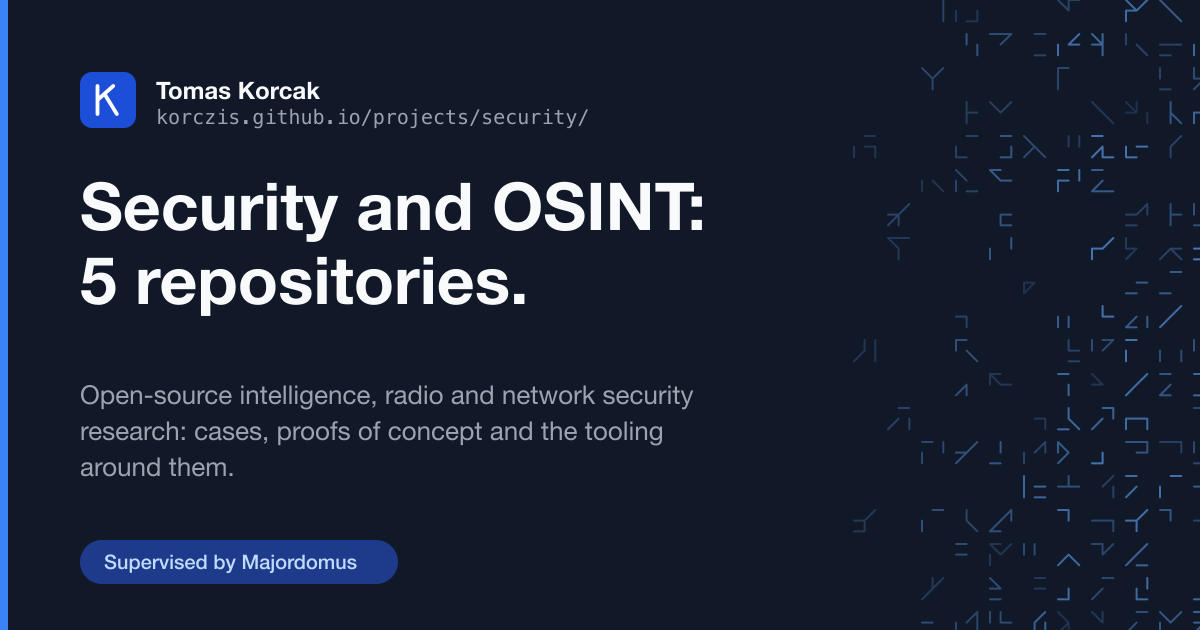 K
Tomas Korcak
korczis.github.io/projects/security/
Security and OSINT:
5 repositories.
Open-source intelligence, radio and network security
research: cases, proofs of concept and the tooling
around them.
Supervised by Majordomus